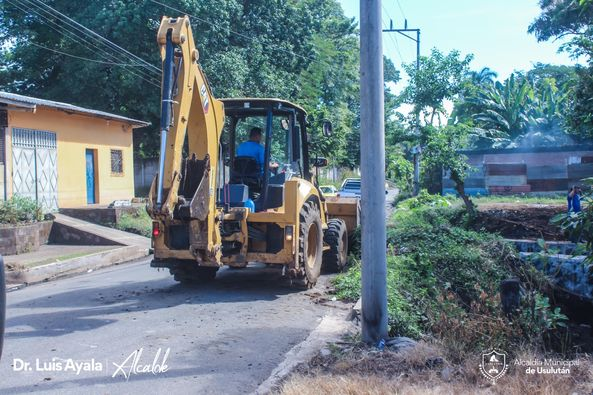 Dr. Luis Ayala Alcalde
Alcaldía Municipal
de Usulután